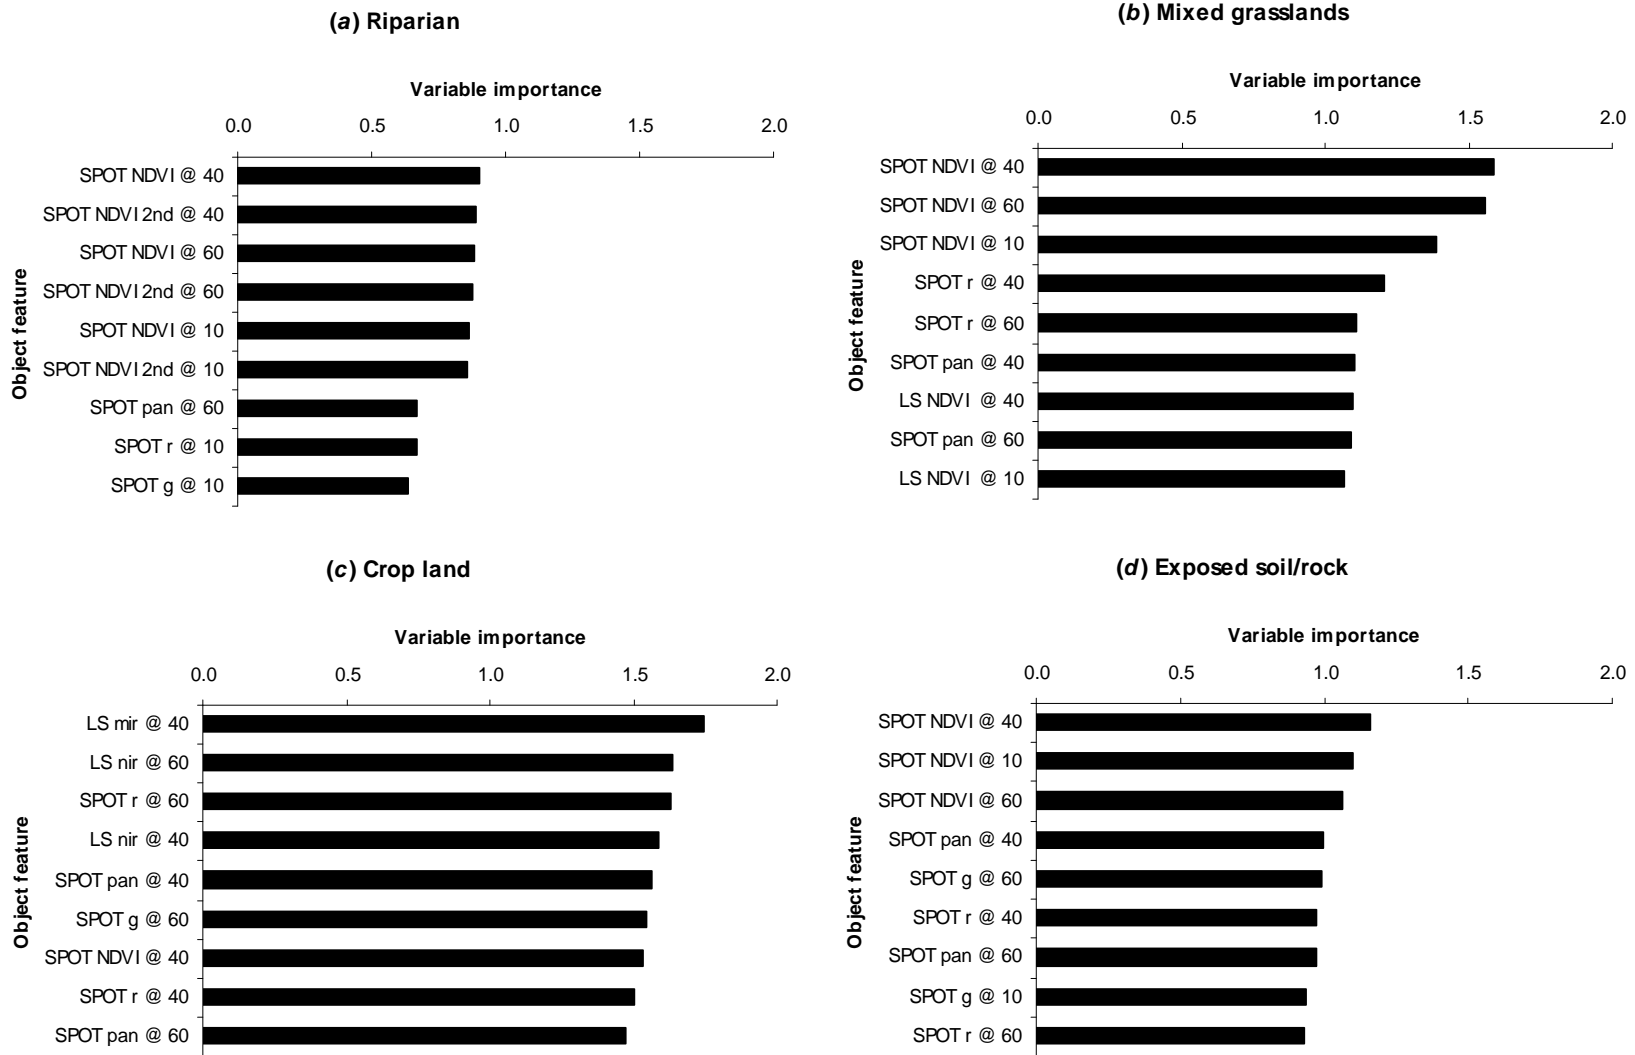 (a) Riparian
Variable importance
0.0 0.5 1.0 1.5 2.0
Object feature
SPOT NDVI @ 40
SPOT NDVI 2nd @ 40
SPOT NDVI @ 60
SPOT NDVI 2nd @ 60
SPOT NDVI @ 10
SPOT NDVI 2nd @ 10
SPOT pan @ 60
SPOT r @ 10
SPOT g @ 10
(b) Mixed grasslands
Variable importance
0.0 0.5 1.0 1.5 2.0
Object feature
SPOT NDVI @ 40
SPOT NDVI @ 60
SPOT NDVI @ 10
SPOT r @ 40
SPOT r @ 60
SPOT pan @ 40
LS NDVI @ 40
SPOT pan @ 60
LS NDVI @ 10
(c) Crop land
Variable importance
0.0 0.5 1.0 1.5 2.0
Object feature
LS mir @ 40
LS nir @ 60
SPOT r @ 60
LS nir @ 40
SPOT pan @ 40
SPOT g @ 60
SPOT NDVI @ 40
SPOT r @ 40
SPOT pan @ 60
(d) Exposed soil/rock
Variable importance
0.0 0.5 1.0 1.5 2.0
Object feature
SPOT NDVI @ 40
SPOT NDVI @ 10
SPOT NDVI @ 60
SPOT pan @ 40
SPOT g @ 60
SPOT r @ 40
SPOT pan @ 60
SPOT g @ 10
SPOT r @ 60